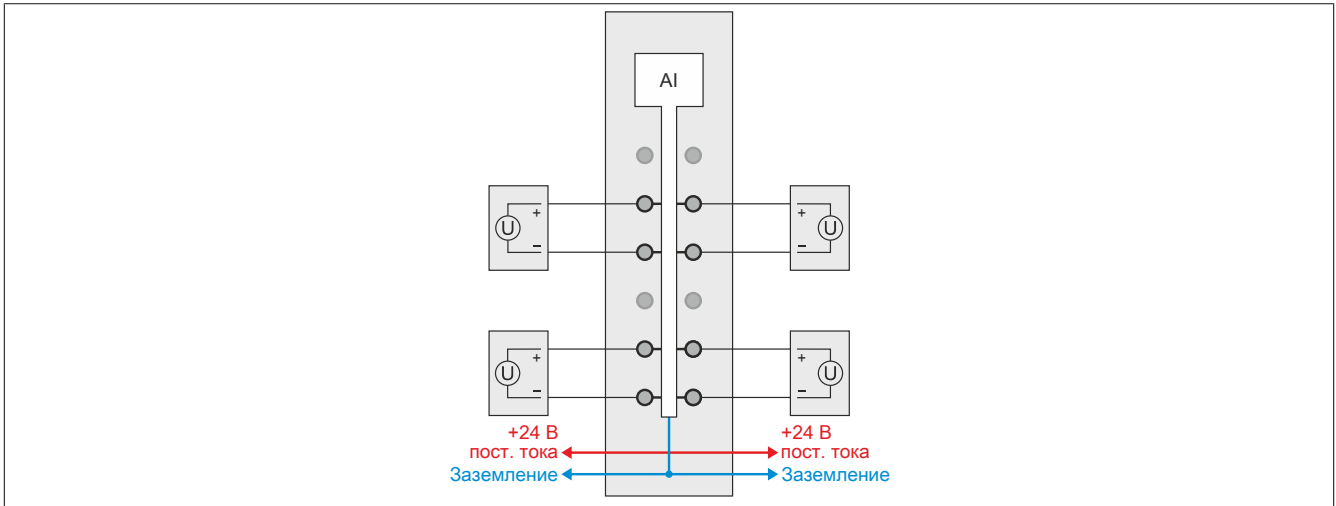 AI
U
+
−
U
+
−
U
+
−
U
+
−
+24 В
пост. тока
Заземление
+24 В
пост. тока
Заземление